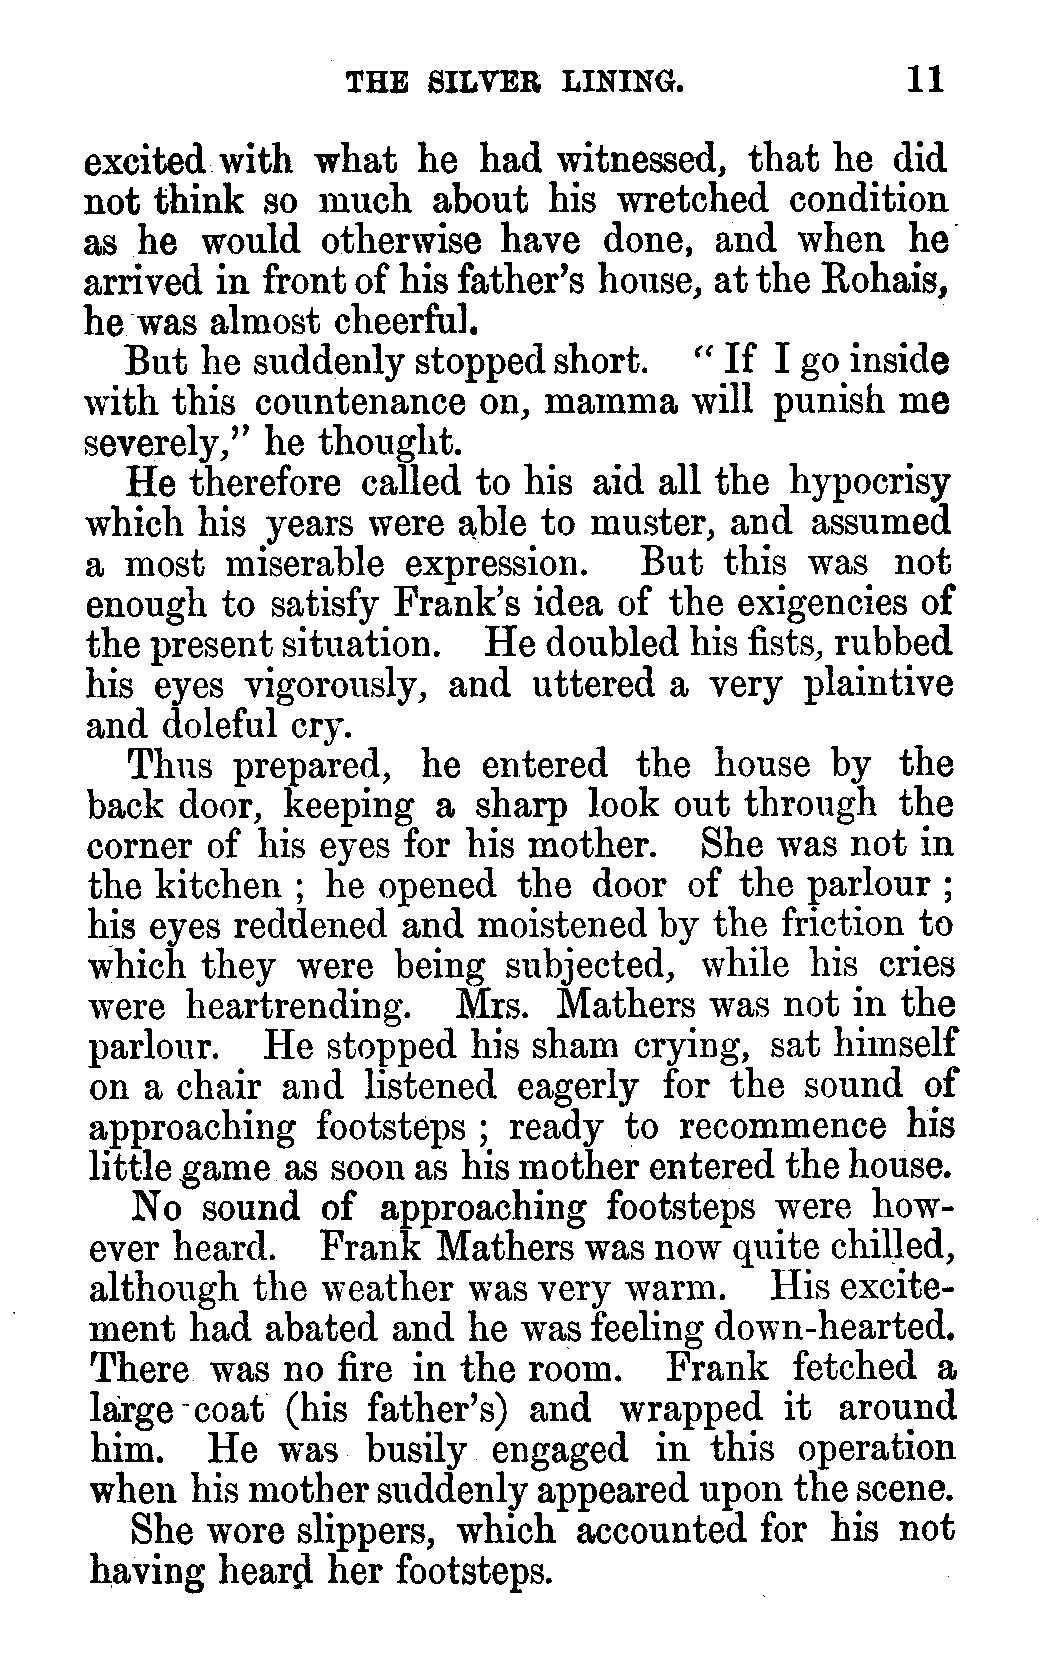 THE SILVER LINING. 11
excited with what he had witnessed, that he did
not think so much about his wretched condition
as he would otherwise have done, and when he
arrived in front of his father's house, at the Rohais,
he was almost cheerful.
But he suddenly stopped short. “ If I go inside
with this countenance on, mamma will punish me
severely,” he thought.
He therefore called to his aid all the hypocrisy
which his years were able to muster, and assumed
a most miserable expression. But this was not
enough to satisfy Frank's idea of the exigencies of
the present situation. He doubled his fists, rubbed
his eyes vigorously, and uttered a very plaintive
and doleful cry.
Thus prepared, he entered the house by the
back door, keeping a sharp look out through the
corner of his eyes for his mother. She was not in
the kitchen ; he opened the door of the parlour ;
his eyes reddened and moistened by the friction to
which they were being subjected, while his cries
were heartrending. Mrs. Mathers was not in the
parlour. He stopped his sham crying, sat himself
on a chair and listened eagerly for the sound of
approaching footsteps ; ready to recommence his
little game as soon as his mother entered the house.
No sound of approaching footsteps were how-
ever heard. Frank Mathers was now quite chilled,
although the weather was very warm. His excite-
ment had abated and he was feeling down-hearted.
There was no fire in the room. Frank fetched a
large coat (his father's) and wrapped it around
him. He was busily engaged in this operation
when his mother suddenly appeared upon the scene.
She wore slippers, which accounted for his not
having heard her footsteps.